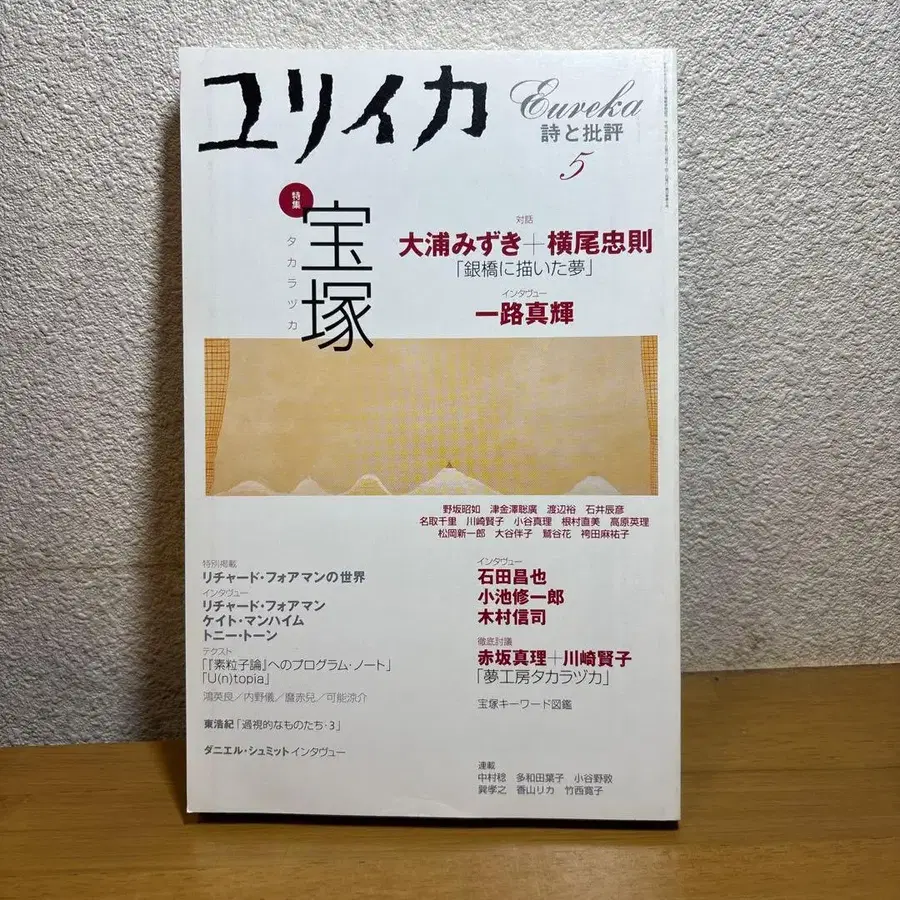 ユリイカ
Eureka
詩と批評
5
特集
宝塚
タカラヅカ
対話
大浦みずき+横尾忠則
「銀橋に描いた夢」
インタヴュー
一路真輝
野坂昭如 津金澤聡廣 渡辺裕 石井辰彦
名取千里 川崎賢子 小谷真理 根村直美 高原英理
松岡新一郎 大谷伴子 鷲谷花 袴田麻祐子
特別掲載
リチャード・フォアマンの世界
インタヴュー
リチャード・フォアマン
ケイト・マンハイム
トニー・トーン
テクスト
「『素粒子論』へのプログラム・ノート」
「U(n)topia」
鴻英良/内野儀/麿赤兒/可能涼介
東浩紀「過視的なものたち・3」
ダニエル・シュミット インタヴュー
インタヴュー
石田昌也
小池修一郎
木村信司
徹底討議
赤坂真理+川崎賢子
「夢工房タカラヅカ」
宝塚キーワード図鑑
連載
中村稔 多和田葉子 小谷野敦
巽孝之 香山リカ 竹西寛子